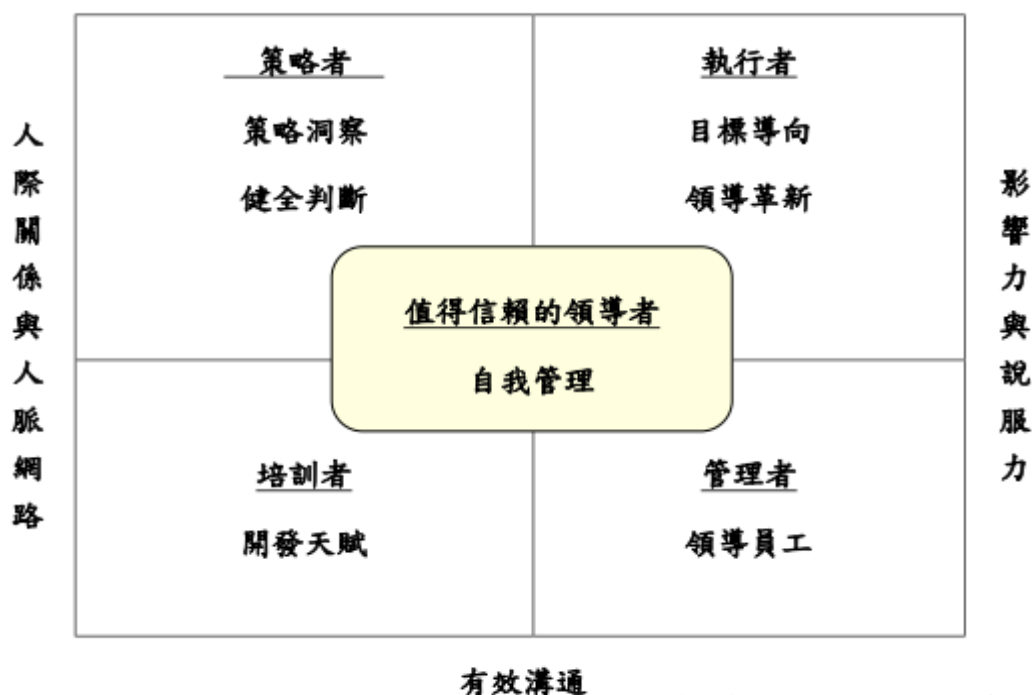 策略者
策略洞察
健全判斷
執行者
目標導向
領導革新
人際關係與人脈網路
影響力與說服力
值得信賴的領導者
自我管理
培訓者
開發天賦
管理者
領導員工
有效溝通